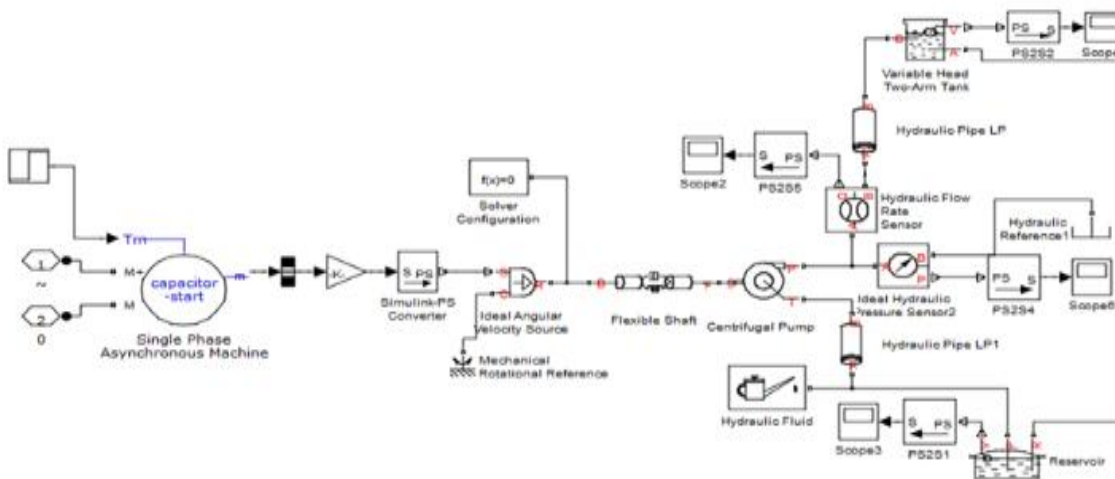 V
PS S
PS2S2
Scope
B
A
Variable Head
Two-Arm Tank
Hydraulic Pipe LP
S PS
Scope2
PS2S5
f(x)=0
Solver
Configuration
Hydraulic Flow
Rate
Sensor
Hydraulic
Reference1
Tm
1
~
2
0
M+
M
m
capacitor
-start
Single Phase
Asynchronous Machine
-K-
S PS
Simulink-PS
Converter
S
C
R
Ideal Angular
Velocity Source
B
Flexible Shaft
P
T
Centrifugal Pump
A
B
P
Ideal Hydraulic
Pressure Sensor2
PS S
PS2S4
Mechanical
Rotational Reference
Hydraulic Pipe LP1
Hydraulic Fluid
Scope3
S PS
PS2S1
Reservoir